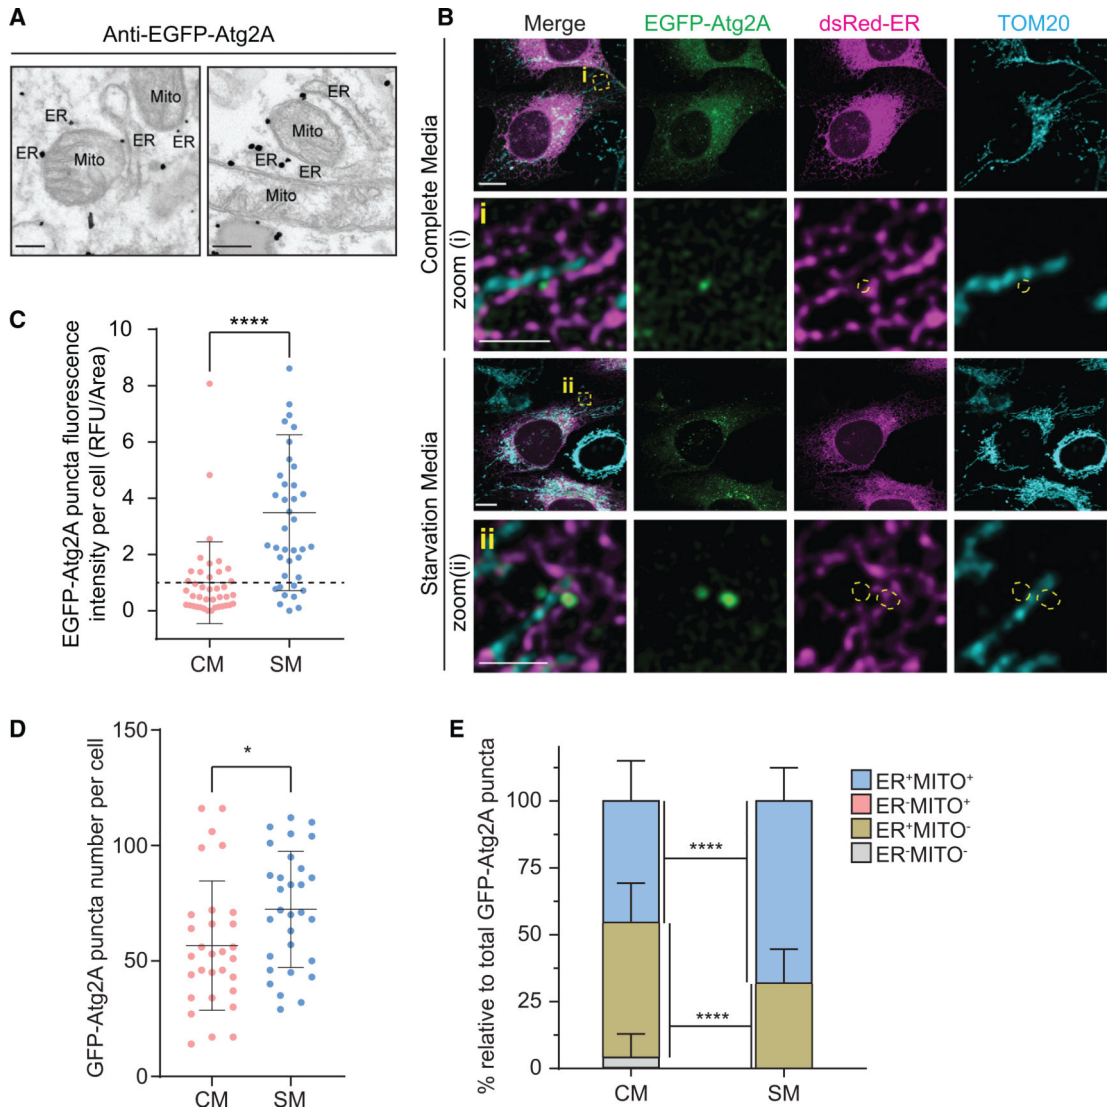 A
Anti-EGFP-Atg2A
ER
Mito
ER
ER
ER
Mito
ER
Mito
ER
ER
Mito
B
Merge
EGFP-Atg2A
dsRed-ER
TOM20
Complete Media
i
zoom (i)
i
Starvation Media
ii
zoom(ii)
ii
C
EGFP-Atg2A puncta fluorescence
intensity per cell (RFU/Area)
10
8
6
4
2
0
****
CM
SM
D
GFP-Atg2A puncta number per cell
150
100
50
0
*
CM
SM
E
% relative to total GFP-Atg2A puncta
100
75
50
25
0
****
****
CM
SM
ER⁺MITO⁺
ER⁻MITO⁺
ER⁺MITO⁻
ER⁻MITO⁻